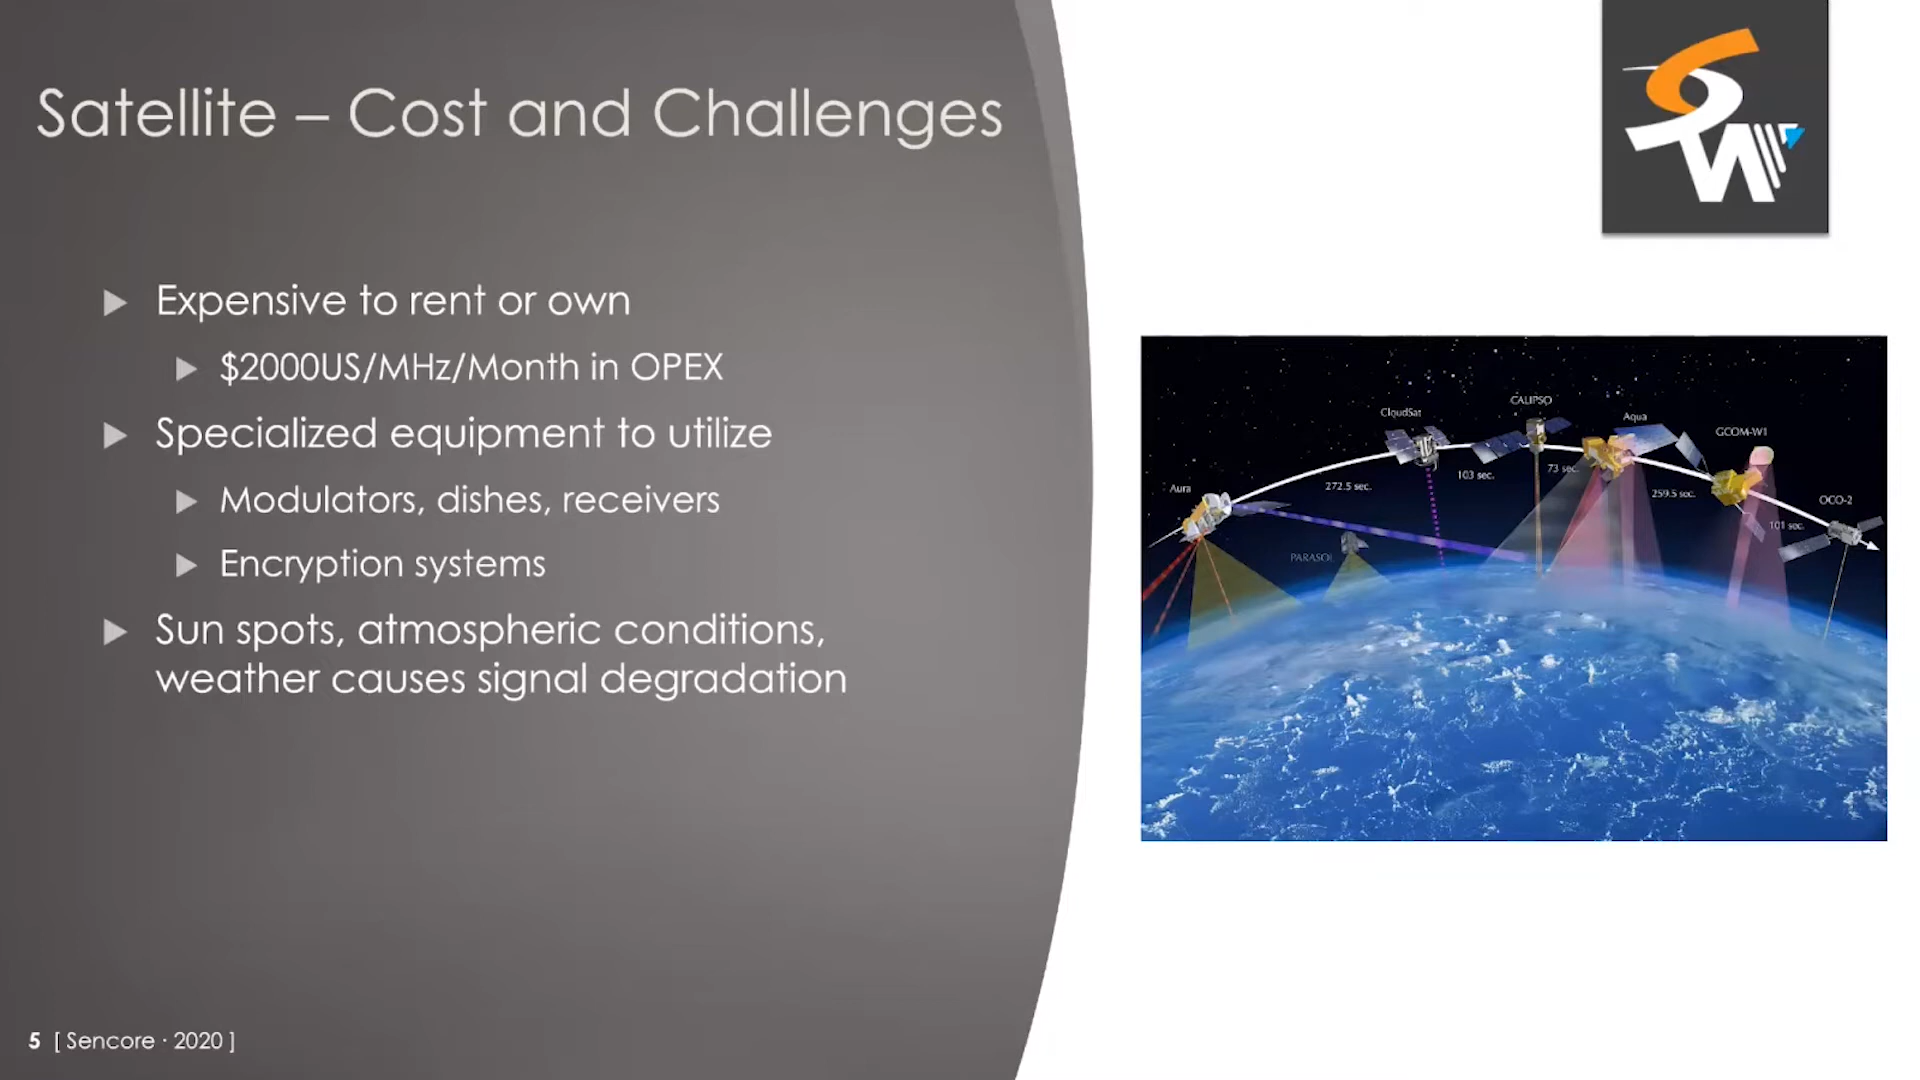 Satellite – Cost and Challenges
Expensive to rent or own
$2000US/MHz/Month in OPEX
Specialized equipment to utilize
Modulators, dishes, receivers
Encryption systems
Sun spots, atmospheric conditions,
weather causes signal degradation
CALIPSO
CloudSat
Aqua
GCOM-W1
73 sec.
103 sec.
272.5 sec.
Aura
259.5 sec.
OCO-2
101 sec.
PARASOL
5 [ Sencore · 2020 ]